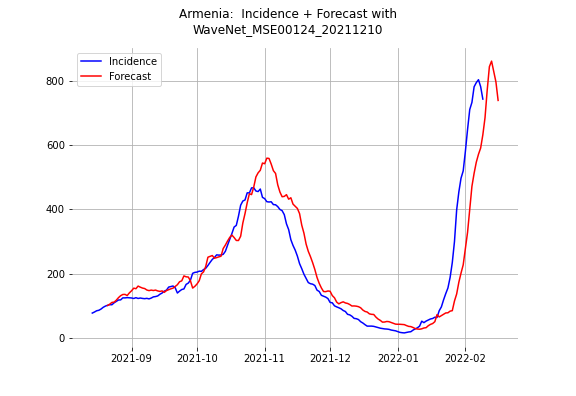 Armenia:  Incidence + Forecast with
WaveNet_MSE00124_20211210
Incidence
Forecast
800
600
400
200
0
2021-09 2021-10 2021-11 2021-12 2022-01 2022-02